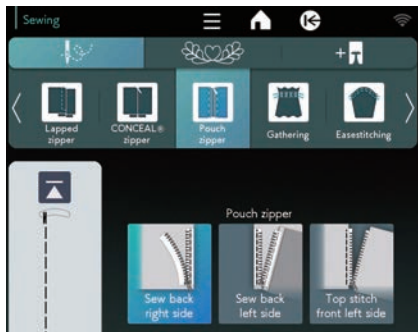 Sewing
Lapped
zipper
CONCEAL®
zipper
Pouch
zipper
Gathering
Easestitching
Pouch zipper
Sew back
right side
Sew back
left side
Top stitch
front left side